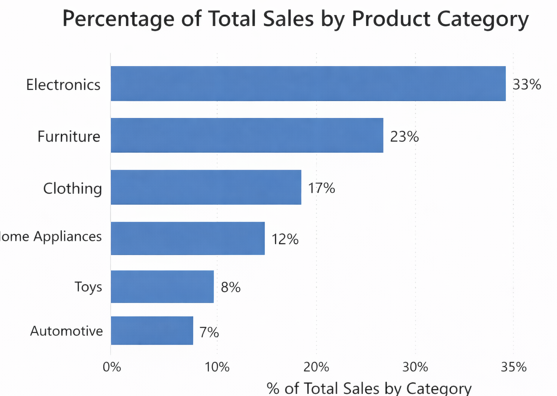 Percentage of Total Sales by Product Category
Electronics 33%
Furniture 23%
Clothing 17%
ome Appliances 12%
Toys 8%
Automotive 7%
0% 10% 20% 30% 35%
% of Total Sales by Category